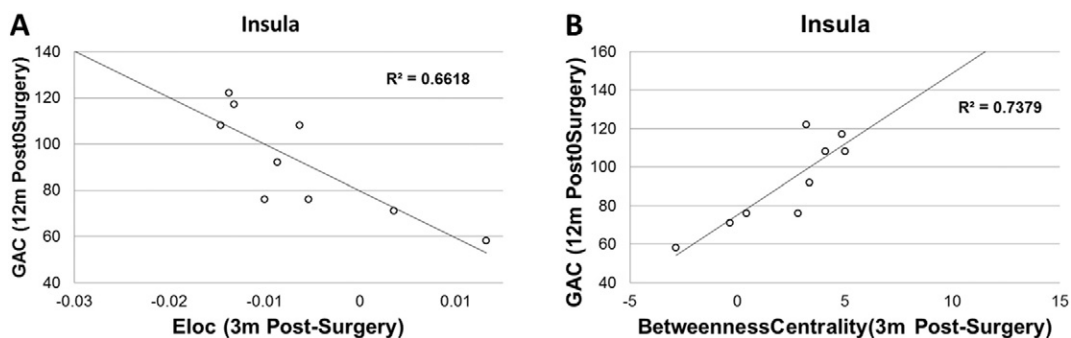 A
Insula
GAC (12m Post0Surgery)
140
120
100
80
60
40
R² = 0.6618
-0.03
-0.02
-0.01
0
0.01
Eloc (3m Post-Surgery)
B
Insula
GAC (12m Post0Surgery)
160
140
120
100
80
60
40
R² = 0.7379
-5
0
5
10
15
BetweennessCentrality(3m Post-Surgery)